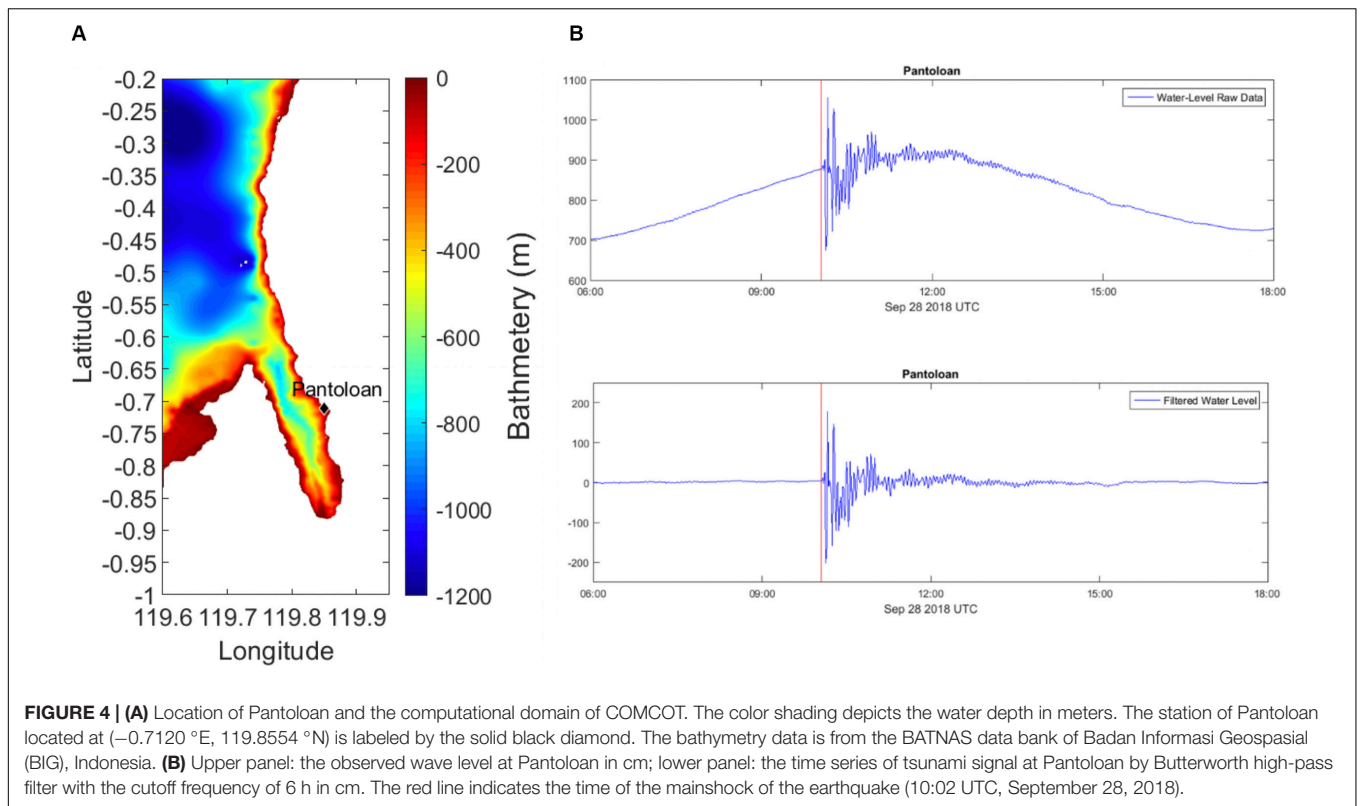 A
-0.2
-0.25
-0.3
-0.35
-0.4
-0.45
-0.5
-0.55
-0.6
-0.65
-0.7
-0.75
-0.8
-0.85
-0.9
-0.95
-1
Latitude
119.6 119.7 119.8 119.9
Longitude
Pantoloan
0
-200
-400
-600
-800
-1000
-1200
Bathmetery (m)
B
Pantoloan
1100
1000
900
800
700
600
Water-Level Raw Data
06:00 09:00 12:00 15:00 18:00
Sep 28 2018 UTC
Pantoloan
200
100
0
-100
-200
Filtered Water Level
06:00 09:00 12:00 15:00 18:00
Sep 28 2018 UTC
FIGURE 4 | (A) Location of Pantoloan and the computational domain of COMCOT. The color shading depicts the water depth in meters. The station of Pantoloan
located at (−0.7120 °E, 119.8554 °N) is labeled by the solid black diamond. The bathymetry data is from the BATNAS data bank of Badan Informasi Geospasial
(BIG), Indonesia. (B) Upper panel: the observed wave level at Pantoloan in cm; lower panel: the time series of tsunami signal at Pantoloan by Butterworth high-pass
filter with the cutoff frequency of 6 h in cm. The red line indicates the time of the mainshock of the earthquake (10:02 UTC, September 28, 2018).